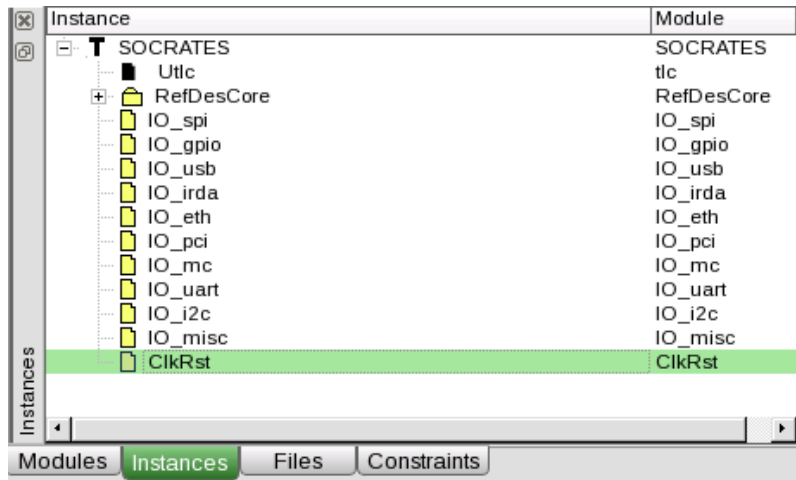 Instance Module
T SOCRATES SOCRATES
Utlc tlc
RefDesCore RefDesCore
IO_spi IO_spi
IO_gpio IO_gpio
IO_usb IO_usb
IO_irda IO_irda
IO_eth IO_eth
IO_pci IO_pci
IO_mc IO_mc
IO_uart IO_uart
IO_i2c IO_i2c
IO_misc IO_misc
ClkRst ClkRst
Instances
Modules Instances Files Constraints